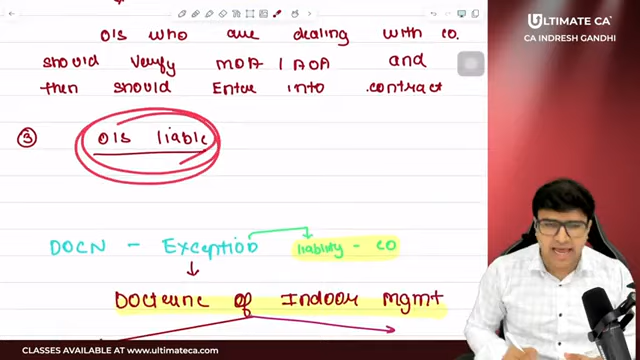 OIS who are dealing with co.
should verify MOA | AOA and
then should Enter into contract
③ OIS liable
DOCN - Exception liability - CO
Doctrine of Indoor Mgmt
ULTIMATE CA
CA INDRESH GANDHI
CLASSES AVAILABLE AT www.ultimateca.com